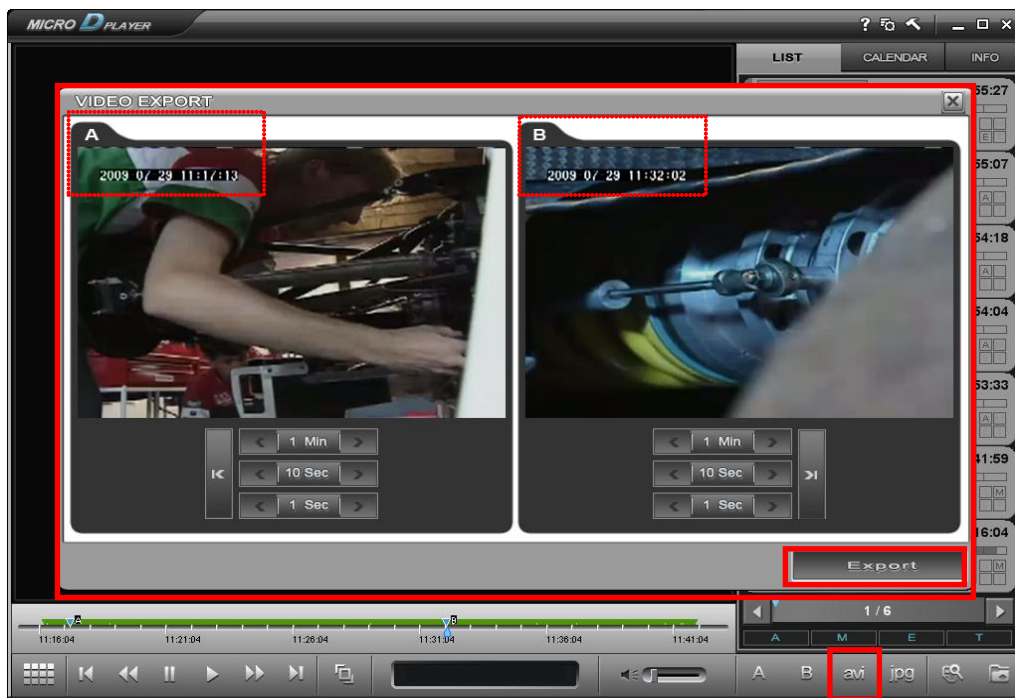 MICRO D PLAYER
?
LIST CALENDAR INFO
VIDEO EXPORT
55:27
A
B
E
2009 07 29 11:17:13
2009 07 29 11:32:02
55:07
A
54:18
A
54:04
A
53:33
A
1 Min
1 Min
41:59
10 Sec
10 Sec
M
1 Sec
1 Sec
16:04
Export
M
1 / 6
A
B
11:16:04 11:21:04 11:26:04 11:31:04 11:36:04 11:41:04
A M E T
A B avi jpg